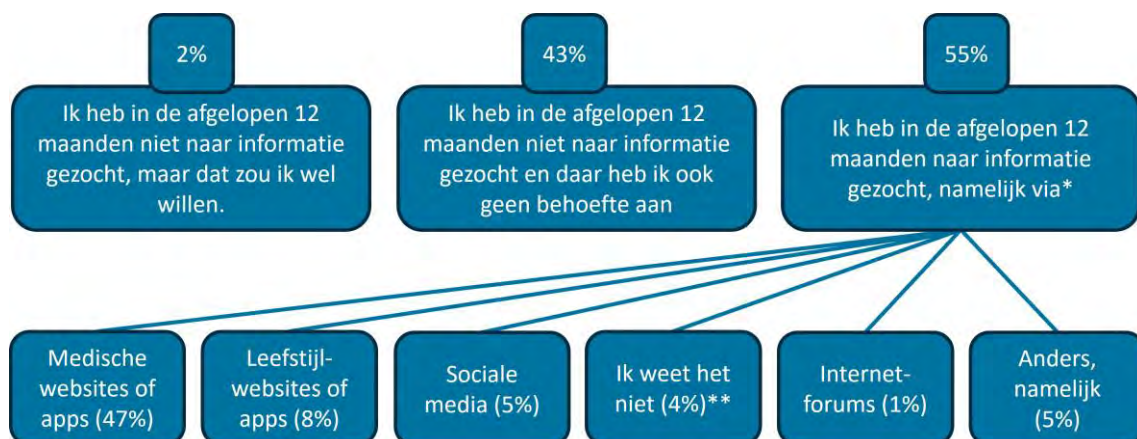 2%
Ik heb in de afgelopen 12
maanden niet naar informatie
gezocht, maar dat zou ik wel
willen.
43%
Ik heb in de afgelopen 12
maanden niet naar informatie
gezocht en daar heb ik ook
geen behoefte aan
55%
Ik heb in de afgelopen 12
maanden naar informatie
gezocht, namelijk via*
Medische
websites of
apps (47%)
Leefstijl-
websites of
apps (8%)
Sociale
media (5%)
Ik weet het
niet (4%)**
Internet-
forums (1%)
Anders,
namelijk
(5%)